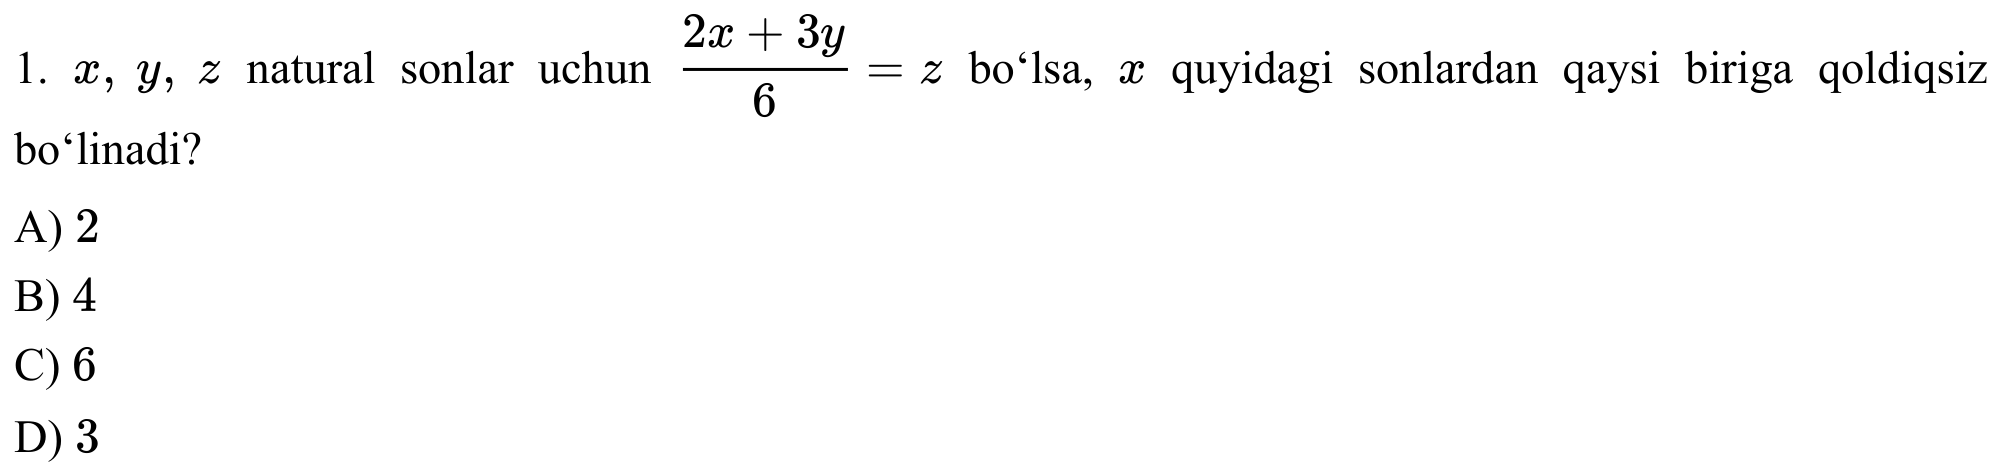 1. x, y, z natural sonlar uchun \frac{2x + 3y}{6} = z bo‘lsa, x quyidagi sonlardan qaysi biriga qoldiqsiz
bo‘linadi?
A) 2
B) 4
C) 6
D) 3